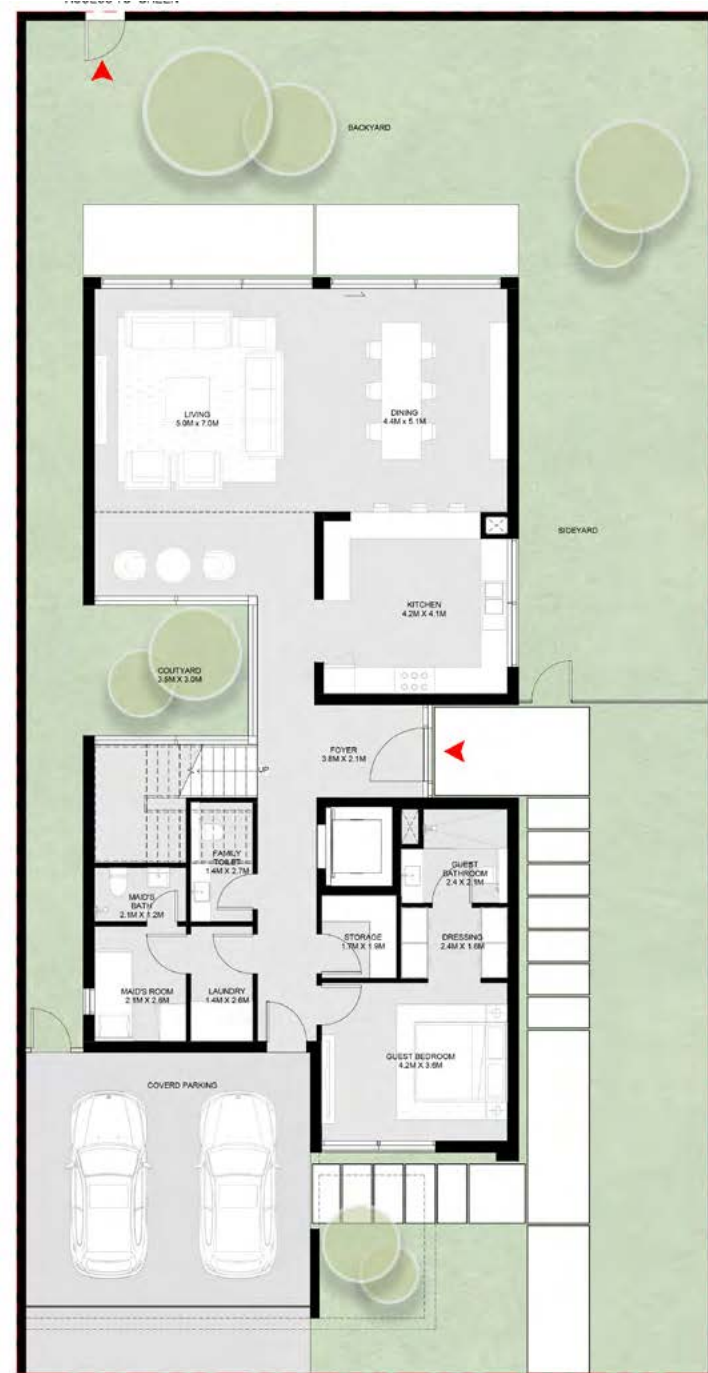 BACKYARD
LIVING
5.0M x 7.0M
DINING
4.4M x 5.1M
SIDEYARD
KITCHEN
4.2M X 4.1M
COUTYARD
3.8M X 3.0M
FOYER
3.8M X 2.1M
UP
FAMILY
TOILET
1.4M X 2.7M
GUEST
BATHROOM
2.4 X 2.1M
MAID'S
BATH
2.1M X 1.2M
STORAGE
1.7M X 1.9M
DRESSING
2.4M X 1.6M
MAID'S ROOM
2.1M X 2.6M
LAUNDRY
1.4M X 2.6M
GUEST BEDROOM
4.2M X 3.6M
COVERD PARKING